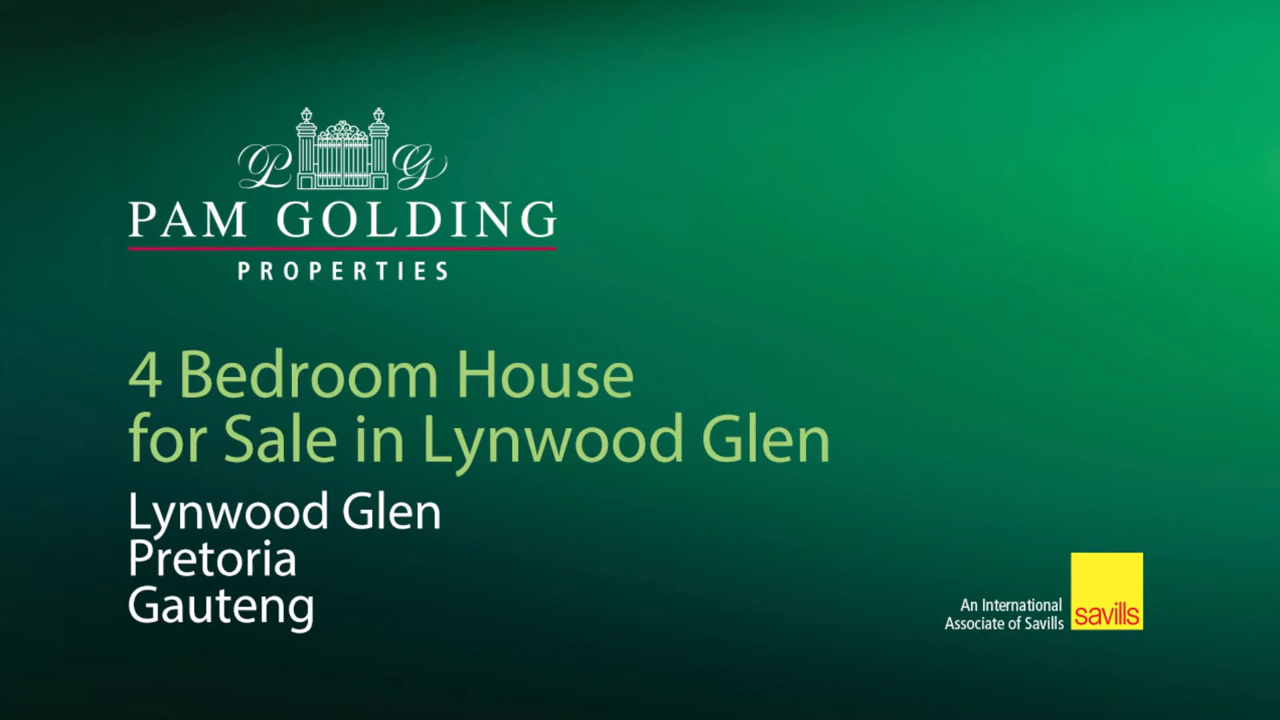 P G
PAM GOLDING
PROPERTIES
4 Bedroom House
for Sale in Lynwood Glen
Lynwood Glen
Pretoria
Gauteng
An International
Associate of Savills
savills